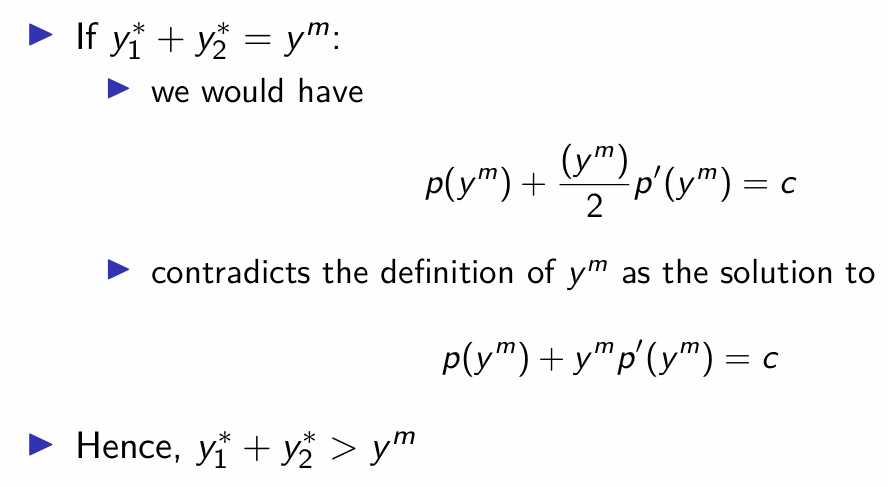 ▶ If $y_1^* + y_2^* = y^m$:
▶ we would have
$p(y^m) + \frac{(y^m)}{2} p'(y^m) = c$
▶ contradicts the definition of $y^m$ as the solution to
$p(y^m) + y^m p'(y^m) = c$
▶ Hence, $y_1^* + y_2^* > y^m$